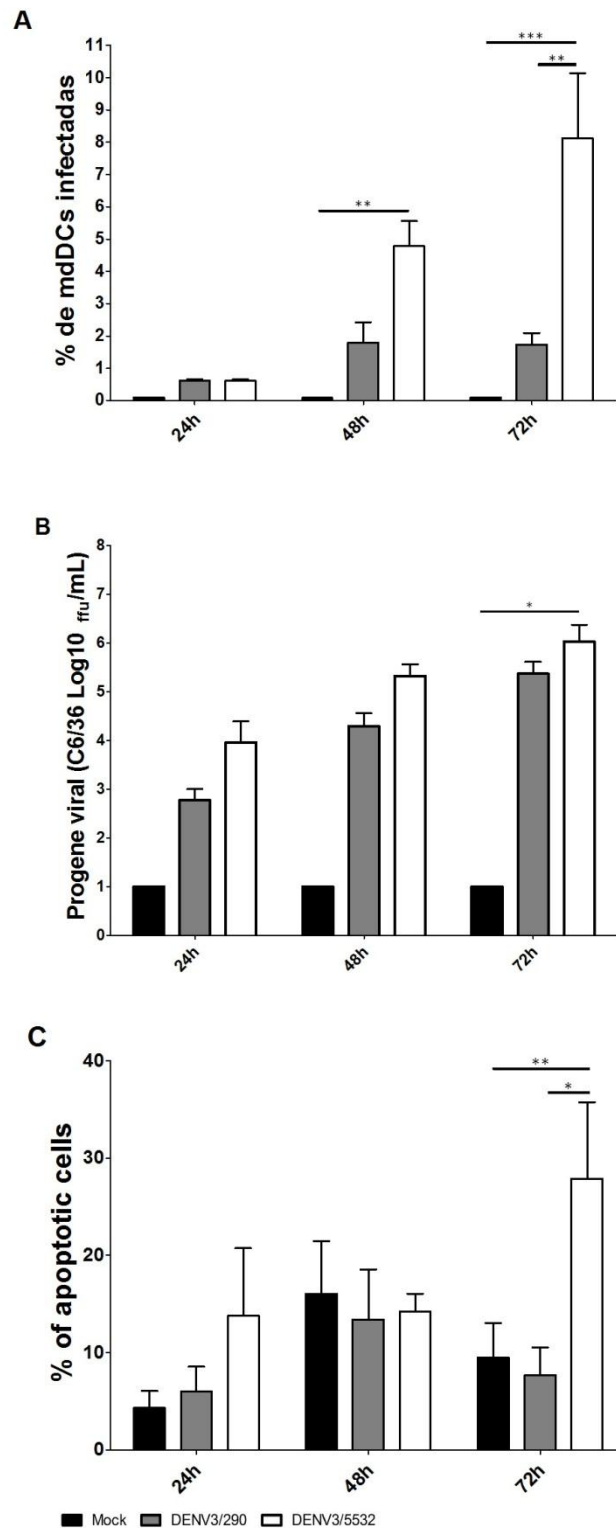 A
% de mdDCs infectadas
11
10
9
8
7
6
5
4
3
2
1
0
**
***
**
24h
48h
72h
B
Progene viral (C6/36 Log10 ffu/mL)
8
7
6
5
4
3
2
1
0
*
24h
48h
72h
C
% of apoptotic cells
40
30
20
10
0
**
*
24h
48h
72h
Mock DENV3/290 DENV3/5532